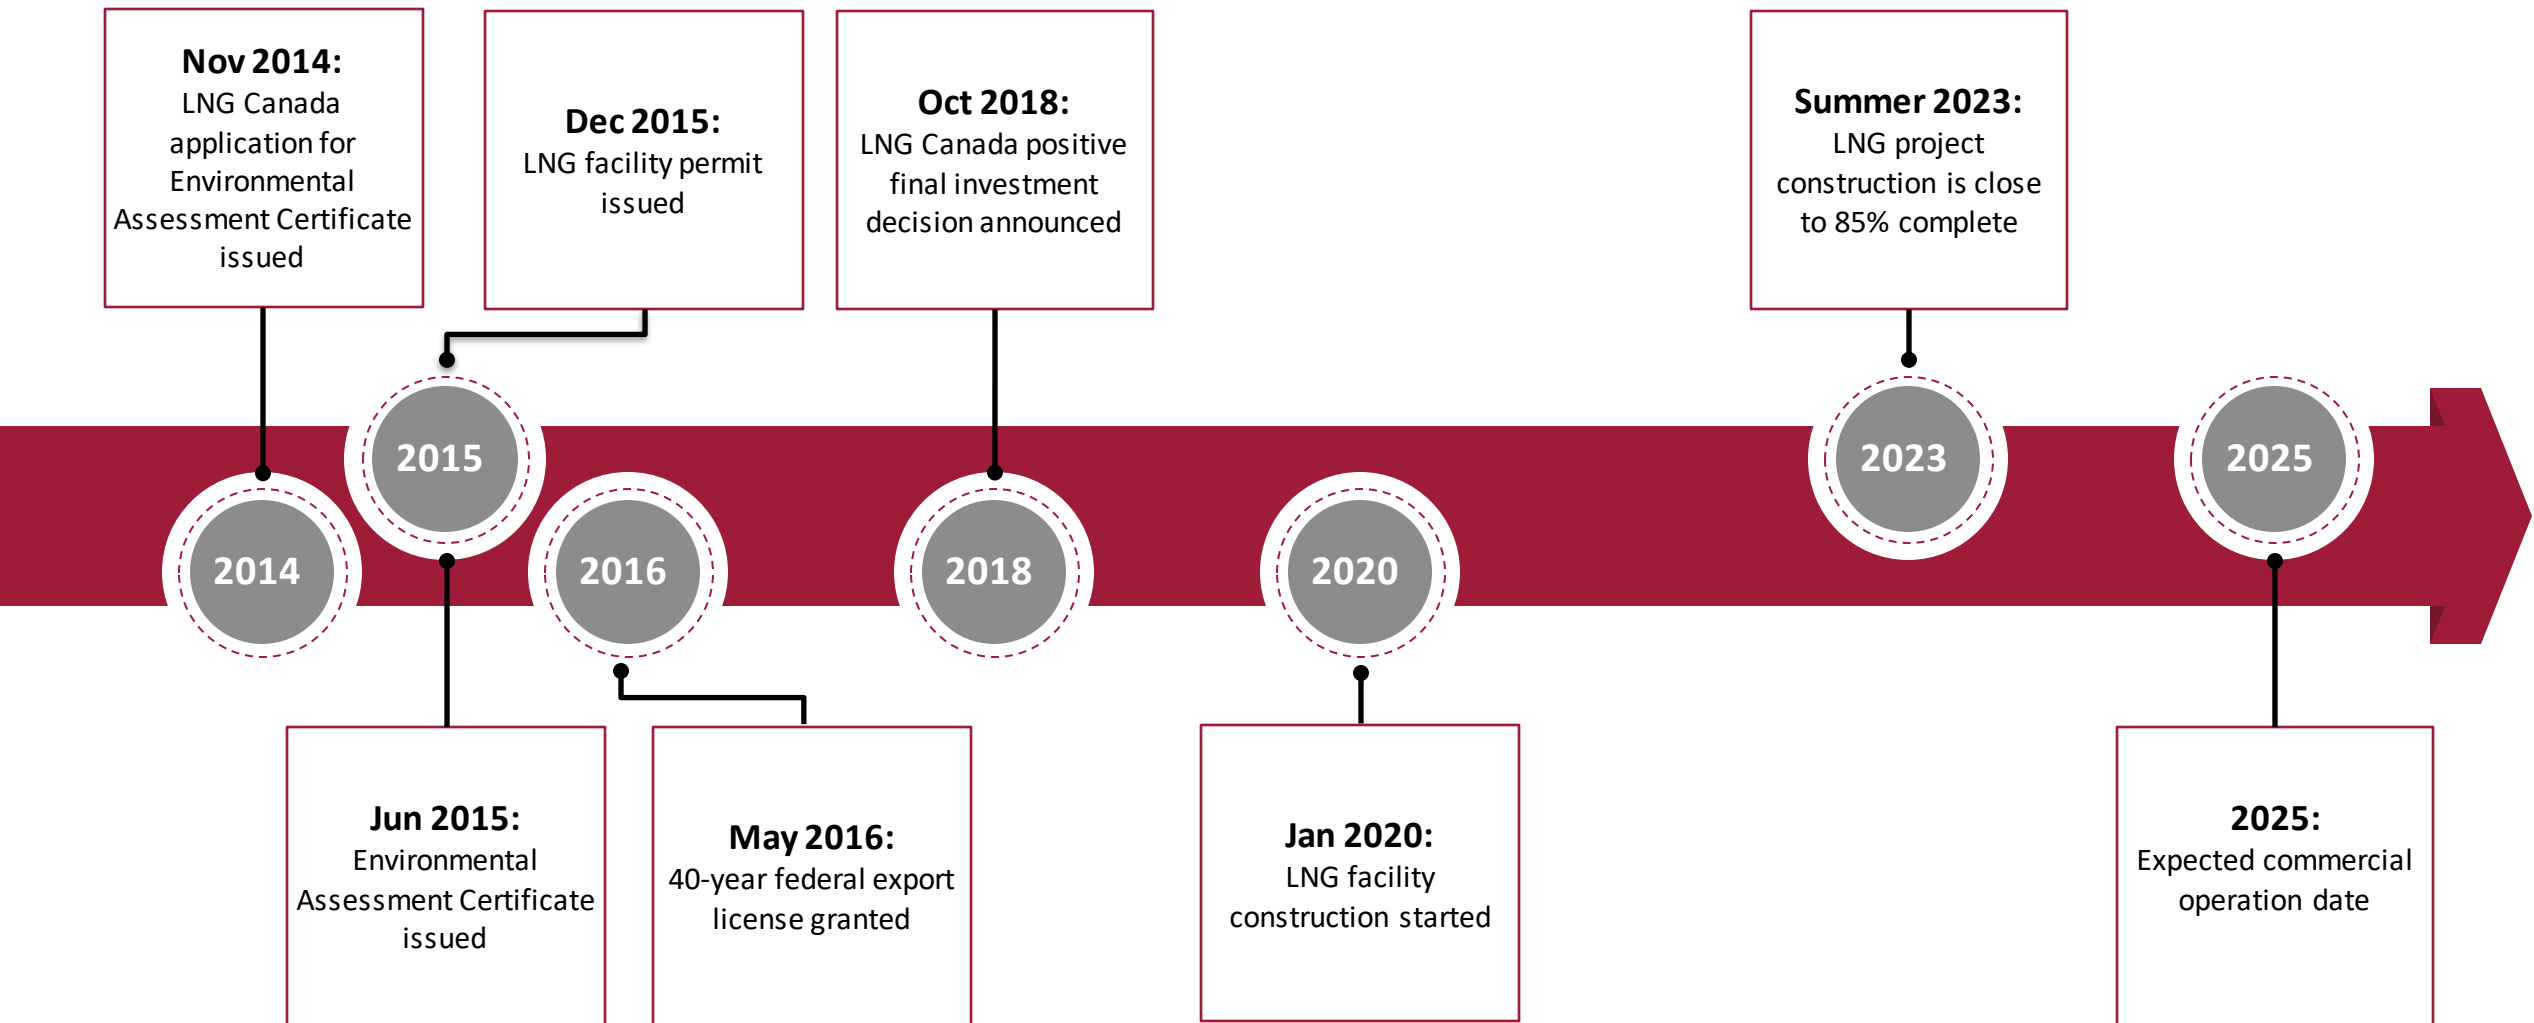 Nov 2014:
LNG Canada
application for
Environmental
Assessment Certificate
issued
Dec 2015:
LNG facility permit
issued
Oct 2018:
LNG Canada positive
final investment
decision announced
Summer 2023:
LNG project
construction is close
to 85% complete
2014
2015
2016
2018
2020
2023
2025
Jun 2015:
Environmental
Assessment Certificate
issued
May 2016:
40-year federal export
license granted
Jan 2020:
LNG facility
construction started
2025:
Expected commercial
operation date